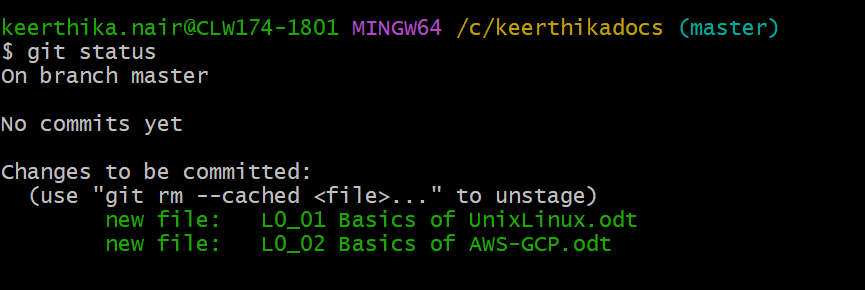 keerthika.nair@CLW174-1801 MINGW64 /c/keerthikadocs (master)
$ git status
On branch master
No commits yet
Changes to be committed:
(use "git rm --cached <file>..." to unstage)
new file:   L0_01 Basics of UnixLinux.odt
new file:   L0_02 Basics of AWS-GCP.odt